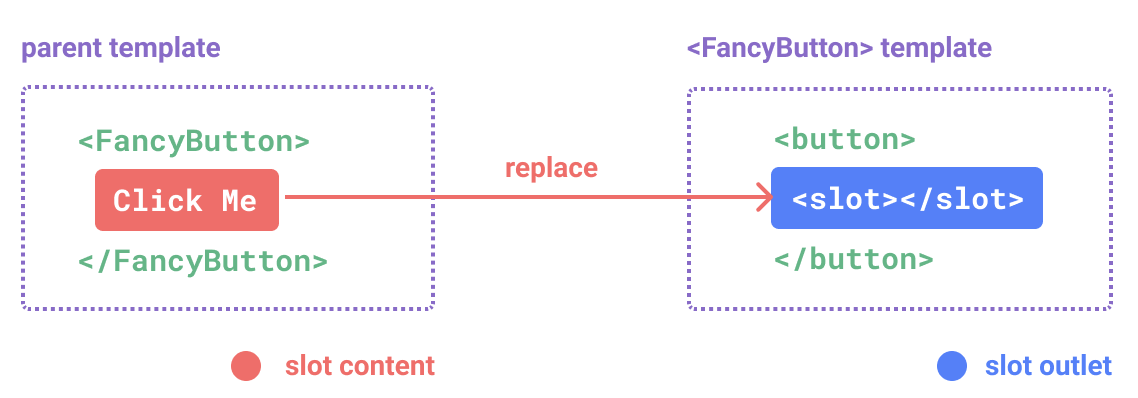 parent template
<FancyButton> template
<FancyButton>
Click Me
</FancyButton>
replace
<button>
<slot></slot>
</button>
slot content
slot outlet